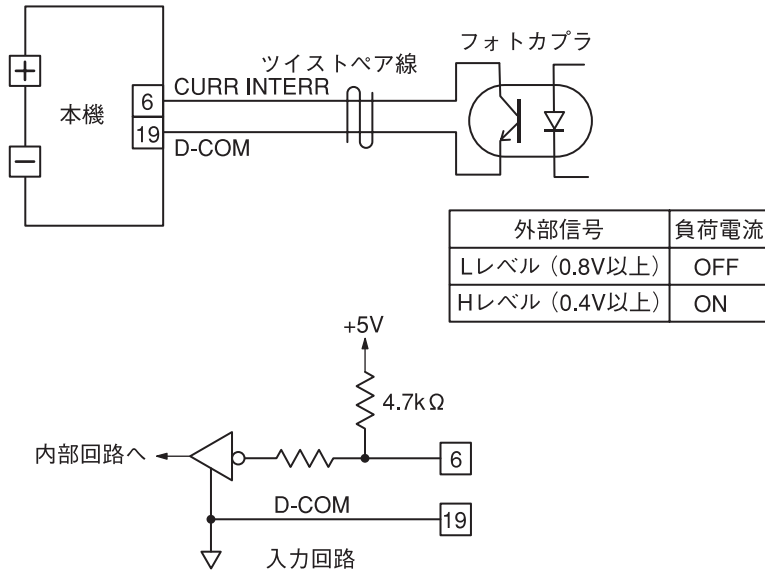 フォトカプラ
ツイストペア線
+
CURR INTERR
本機
6
19
−
D-COM
外部信号 負荷電流
Lレベル（0.8V以上） OFF
Hレベル（0.4V以上） ON
+5V
4.7kΩ
内部回路へ
6
D-COM
19
入力回路